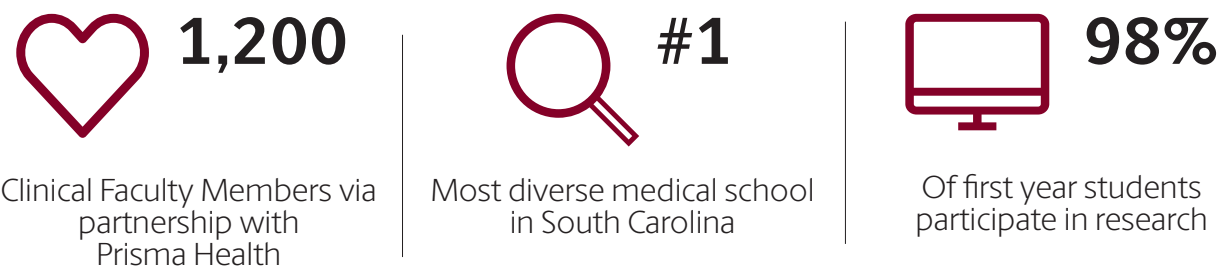 1,200
Clinical Faculty Members via
partnership with
Prisma Health
#1
Most diverse medical school
in South Carolina
98%
Of first year students
participate in research